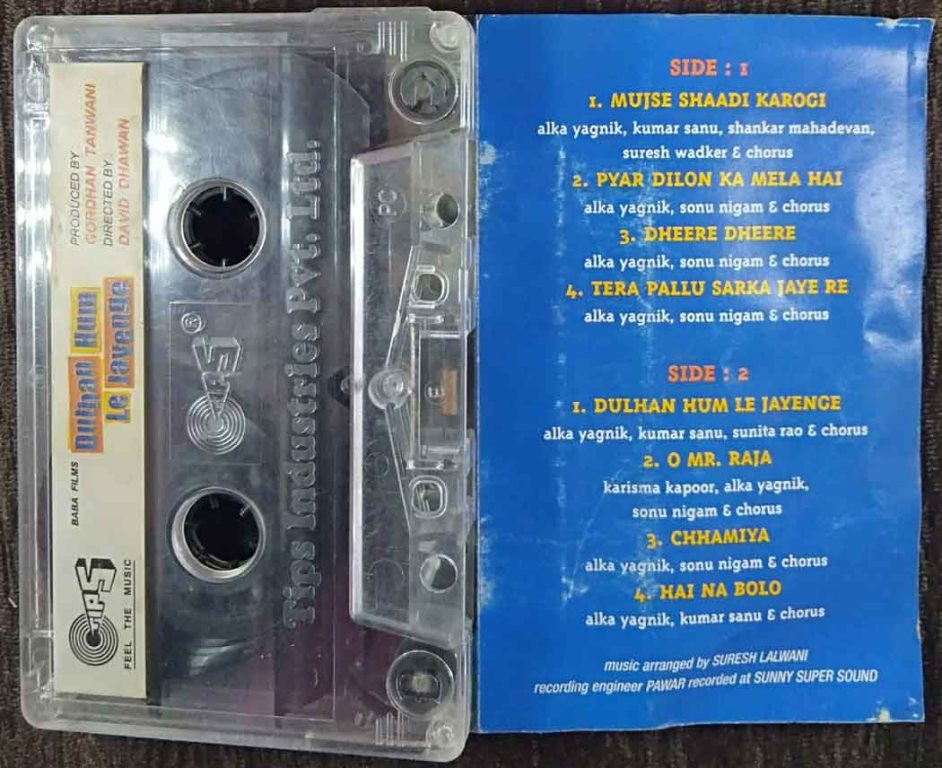 PRODUCED BY
GORDHAN TANWANI
DIRECTED BY
DAVID DHAWAN
Dulhan Hum
Le Jayenge
BABA FILMS
TIPS
FEEL THE MUSIC
TIPS ®
Tips Industries Pvt. Ltd.
PO
E
SIDE : 1
1. MUJSE SHAADI KAROGI
alka yagnik, kumar sanu, shankar mahadevan,
suresh wadker & chorus
2. PYAR DILON KA MELA HAI
alka yagnik, sonu nigam & chorus
3. DHEERE DHEERE
alka yagnik, sonu nigam & chorus
4. TERA PALLU SARKA JAYE RE
alka yagnik, sonu nigam & chorus
SIDE : 2
1. DULHAN HUM LE JAYENGE
alka yagnik, kumar sanu, sunita rao & chorus
2. O MR. RAJA
karisma kapoor, alka yagnik,
sonu nigam & chorus
3. CHHAMIYA
alka yagnik, sonu nigam & chorus
4. HAI NA BOLO
alka yagnik, kumar sanu & chorus
music arranged by SURESH LALWANI
recording engineer PAWAR recorded at SUNNY SUPER SOUND